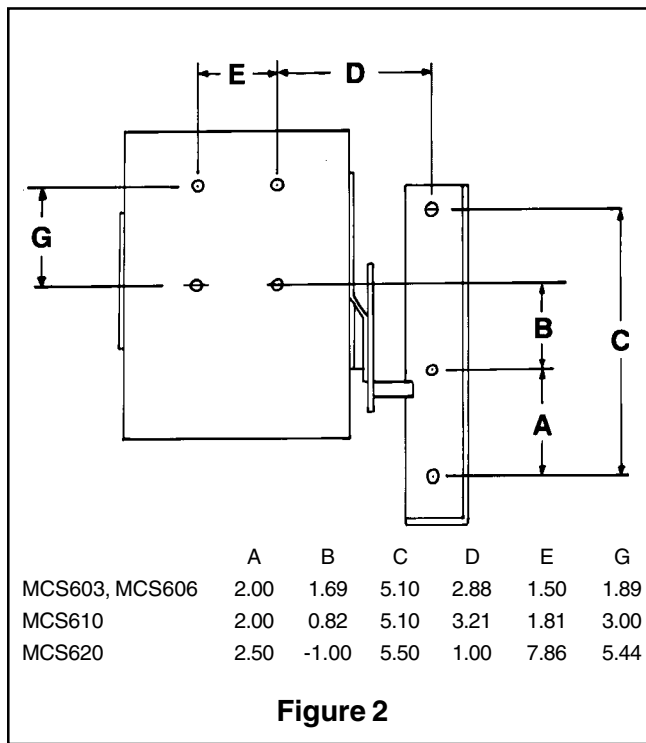 E
D
G
B
C
A
A B C D E G
MCS603, MCS606 2.00 1.69 5.10 2.88 1.50 1.89
MCS610 2.00 0.82 5.10 3.21 1.81 3.00
MCS620 2.50 -1.00 5.50 1.00 7.86 5.44
Figure 2